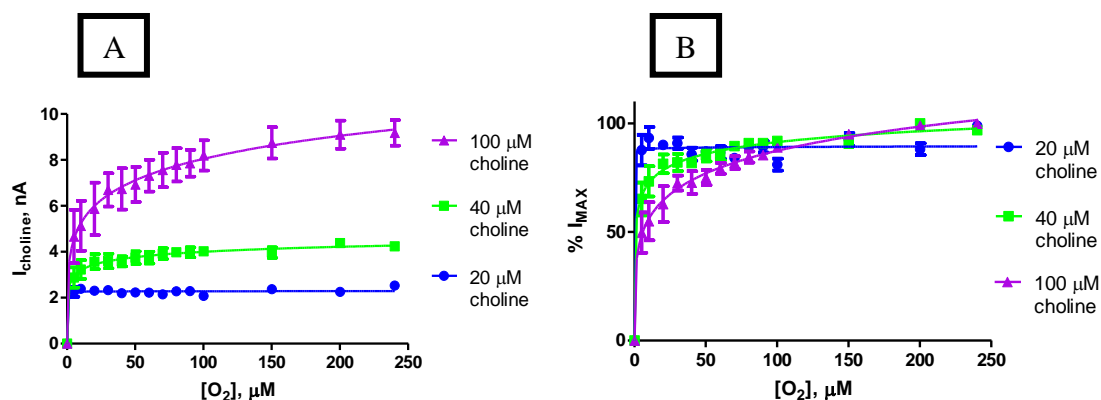 A
I_choline, nA
10
8
6
4
2
0
0 50 100 150 200 250
[O₂], μM
100 μM
choline
40 μM
choline
20 μM
choline
B
% I_MAX
100
50
0
0 50 100 150 200 250
[O₂], μM
20 μM
choline
40 μM
choline
100 μM
choline